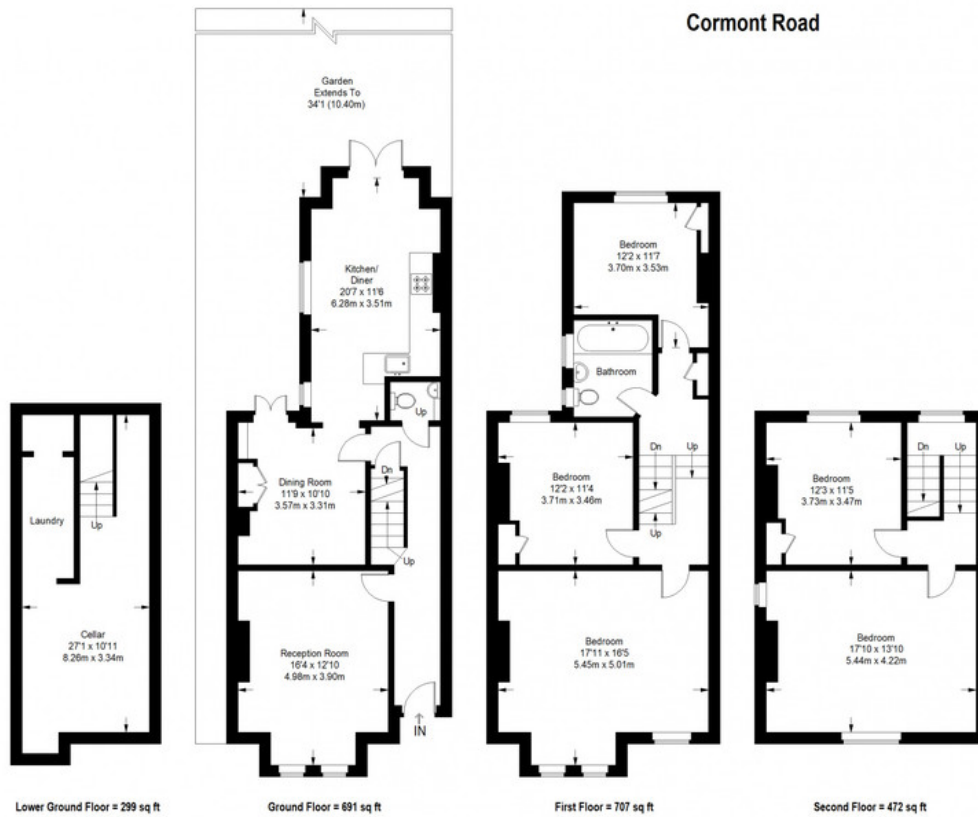 Cormont Road
Garden
Extends To
34'1 (10.40m)
Kitchen/
Diner
20'7 x 11'6
6.28m x 3.51m
Up
Dn
Dining Room
11'9 x 10'10
3.57m x 3.31m
Up
Reception Room
16'4 x 12'10
4.98m x 3.90m
IN
Laundry
Up
Cellar
27'1 x 10'11
8.26m x 3.34m
Bedroom
12'2 x 11'7
3.70m x 3.53m
Bathroom
Bedroom
12'2 x 11'4
3.71m x 3.46m
Dn
Up
Up
Bedroom
17'11 x 16'5
5.45m x 5.01m
Bedroom
12'3 x 11'5
3.73m x 3.47m
Dn
Up
Bedroom
17'10 x 13'10
5.44m x 4.22m
Lower Ground Floor = 299 sq ft
Ground Floor = 691 sq ft
First Floor = 707 sq ft
Second Floor = 472 sq ft